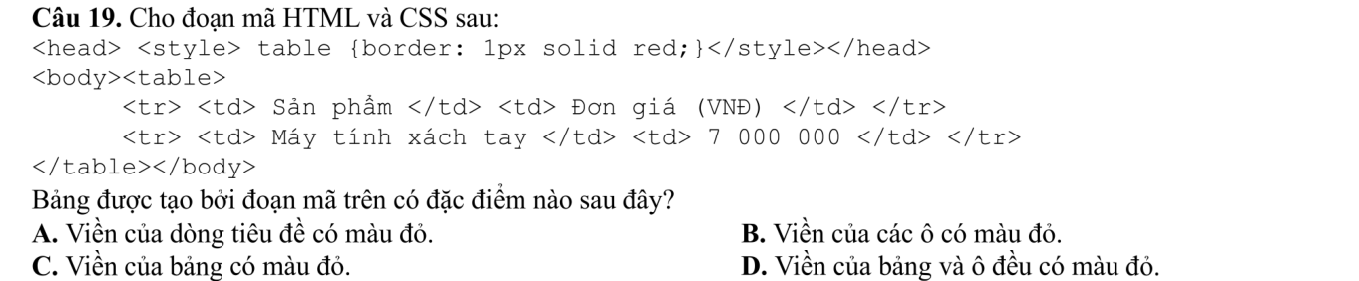 Câu 19. Cho đoạn mã HTML và CSS sau:
<head> <style> table {border: 1px solid red;}</style></head>
<body><table>
<tr> <td> Sản phẩm </td> <td> Đơn giá (VNĐ) </td> </tr>
<tr> <td> Máy tính xách tay </td> <td> 7 000 000 </td> </tr>
</table></body>
Bảng được tạo bởi đoạn mã trên có đặc điểm nào sau đây?
A. Viền của dòng tiêu đề có màu đỏ. B. Viền của các ô có màu đỏ.
C. Viền của bảng có màu đỏ. D. Viền của bảng và ô đều có màu đỏ.